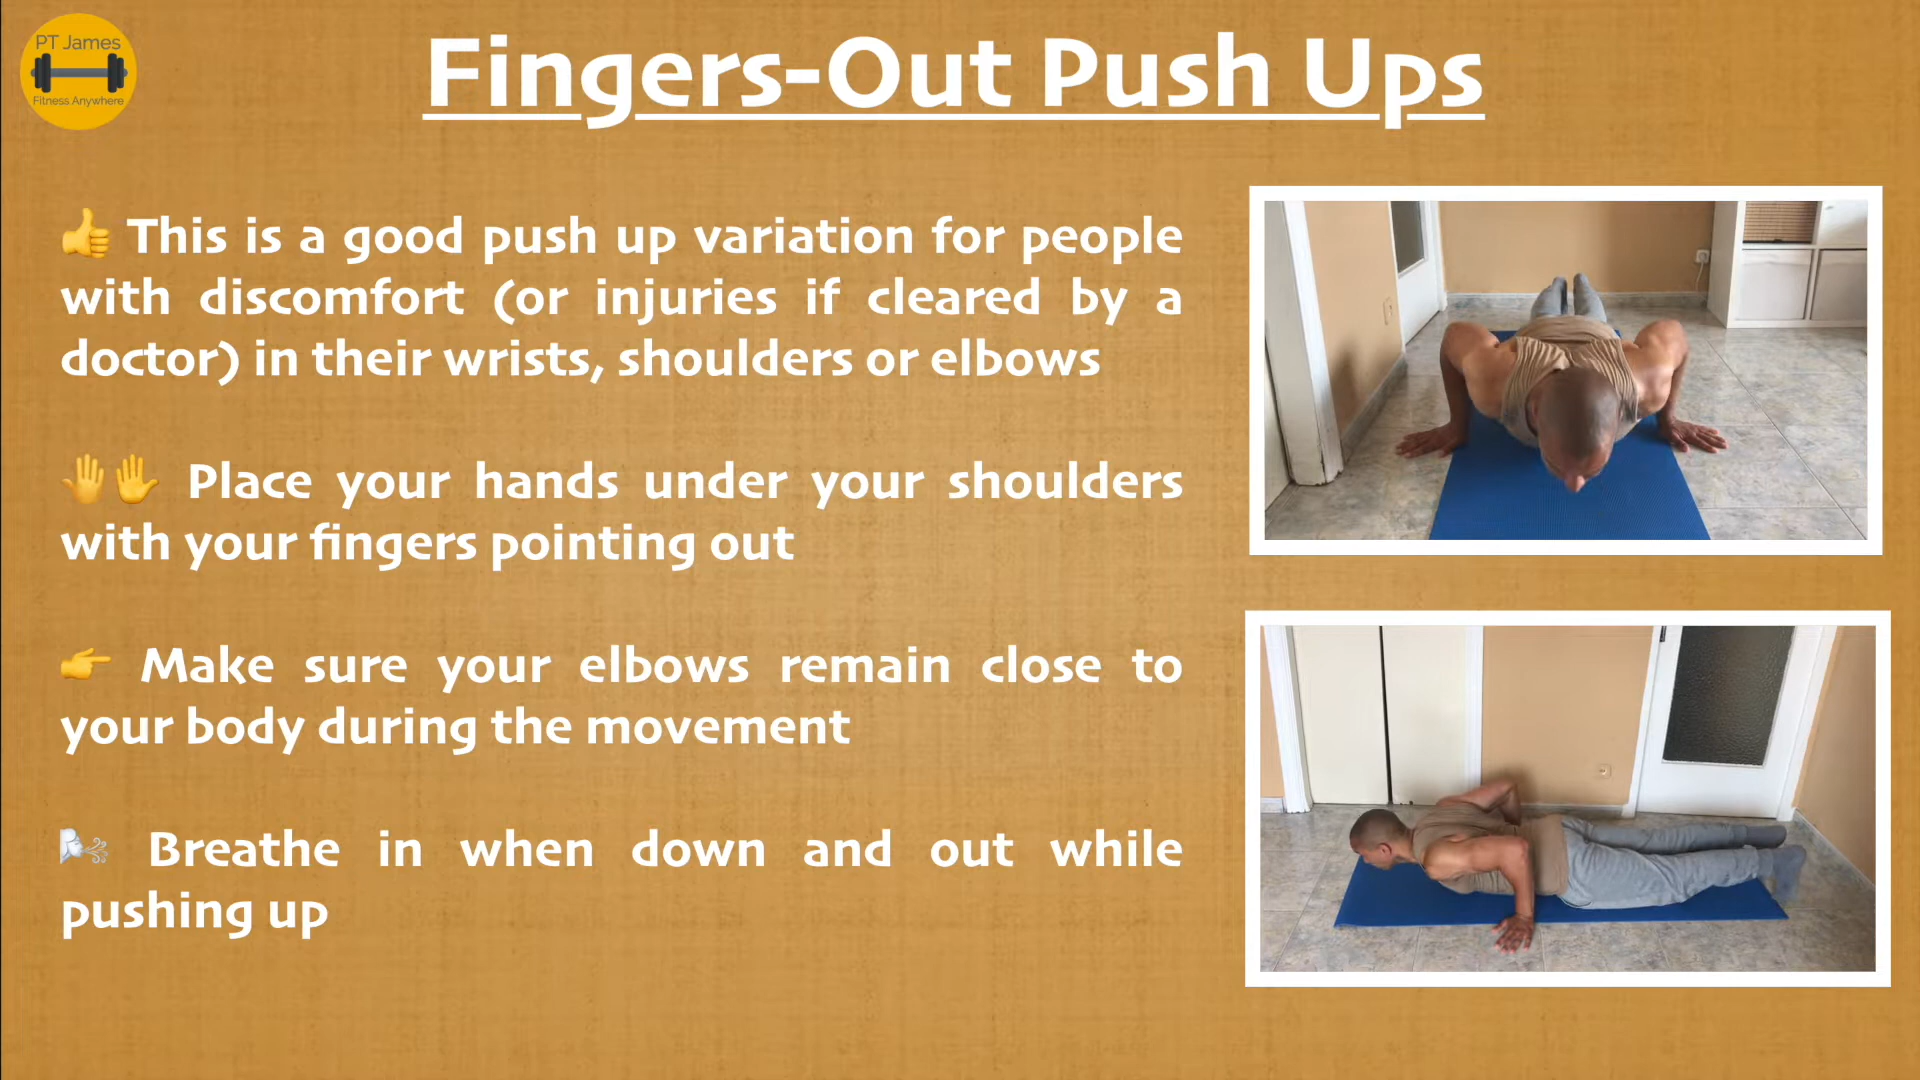 PT James
Fitness Anywhere
Fingers-Out Push Ups
👍 This is a good push up variation for people
with discomfort (or injuries if cleared by a
doctor) in their wrists, shoulders or elbows
🤚✋ Place your hands under your shoulders
with your fingers pointing out
👉 Make sure your elbows remain close to
your body during the movement
🌬️ Breathe in when down and out while
pushing up